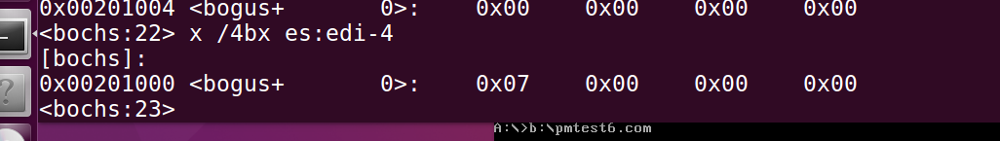 0x00201004 <bogus+       0>:    0x00    0x00    0x00    0x00
<bochs:22> x /4bx es:edi-4
[bochs]:
0x00201000 <bogus+       0>:    0x07    0x00    0x00    0x00
<bochs:23>
A:\>b:\pmtest6.com